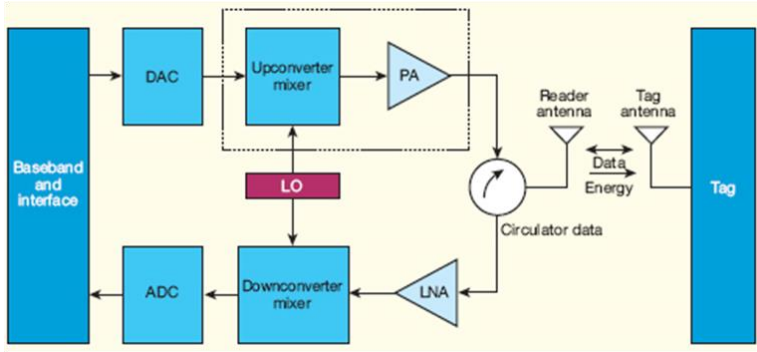 DAC
Upconverter
mixer
PA
Reader
antenna
Tag
antenna
Baseband
and
interface
LO
Data
Energy
Tag
Circulator data
ADC
Downconverter
mixer
LNA